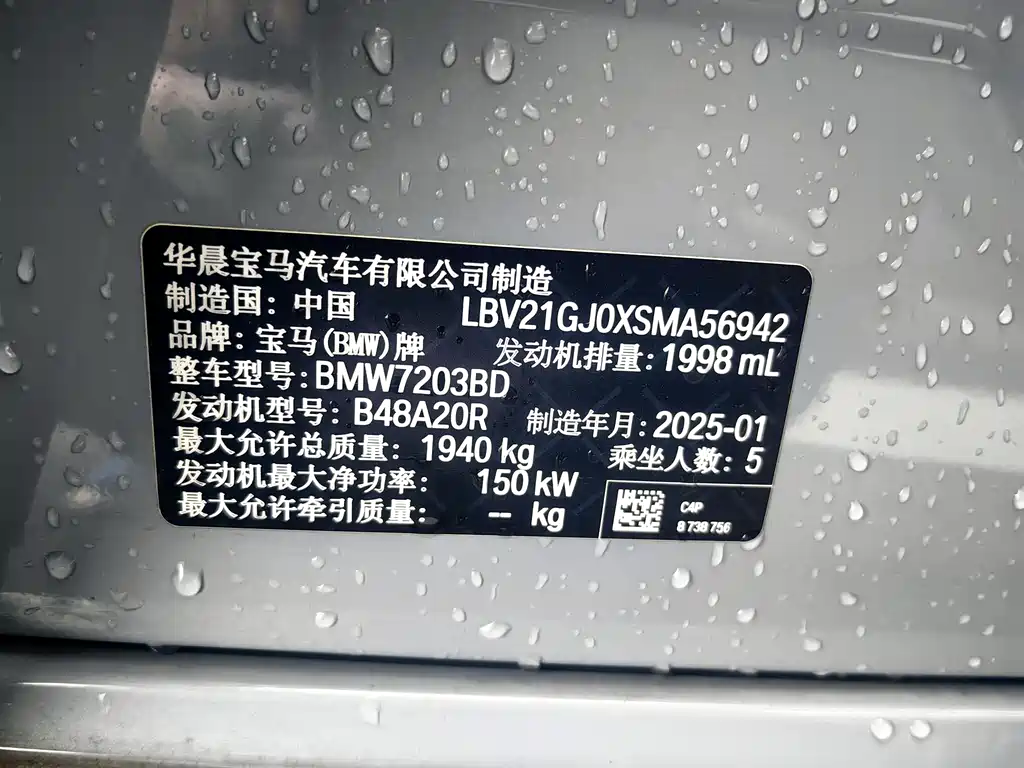 华晨宝马汽车有限公司制造
制造国：中国 LBV21GJ0XSMA56942
品牌：宝马(BMW)牌 发动机排量：1998 mL
整车型号：BMW7203BD
发动机型号：B48A20R 制造年月：2025-01
最大允许总质量：1940 kg 乘坐人数：5
发动机最大净功率：150 kW
最大允许牵引质量：-- kg
C4P
8 738 756